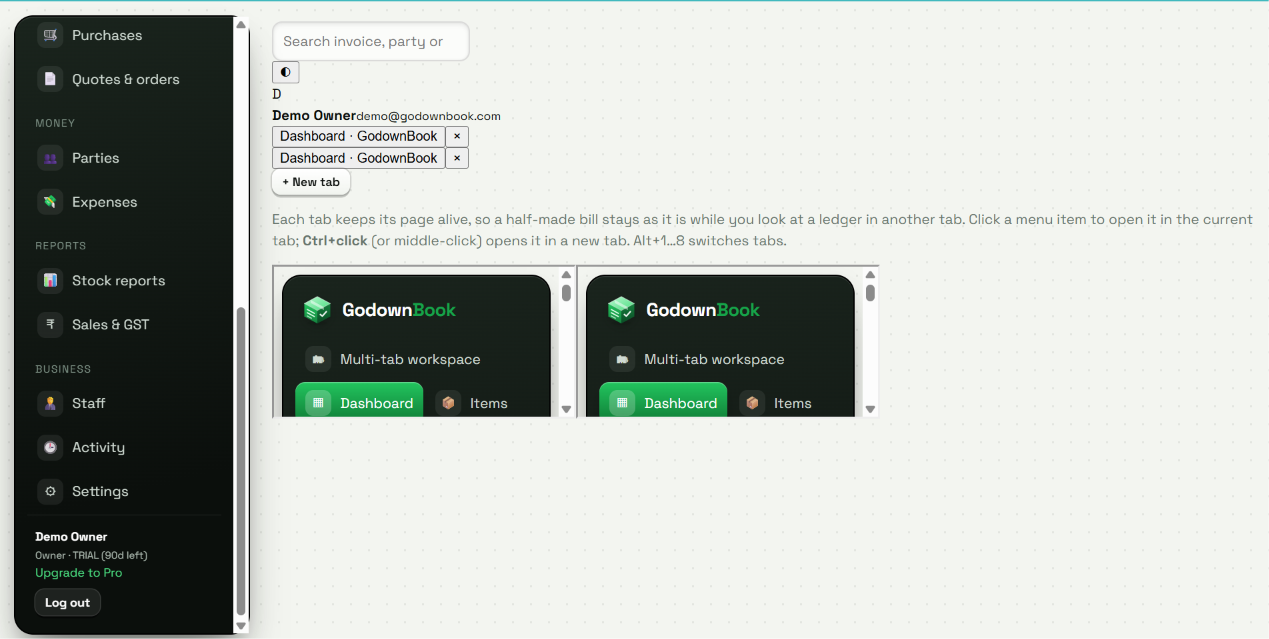 Purchases
Quotes & orders
MONEY
Parties
Expenses
REPORTS
Stock reports
₹ Sales & GST
BUSINESS
Staff
Activity
Settings
Demo Owner
Owner · TRIAL (90d left)
Upgrade to Pro
Log out
Search invoice, party or
D
Demo Ownerdemo@godownbook.com
Dashboard · GodownBook ×
Dashboard · GodownBook ×
+ New tab
Each tab keeps its page alive, so a half-made bill stays as it is while you look at a ledger in another tab. Click a menu item to open it in the current
tab; Ctrl+click (or middle-click) opens it in a new tab. Alt+1…8 switches tabs.
GodownBook
Multi-tab workspace
Dashboard Items
GodownBook
Multi-tab workspace
Dashboard Items